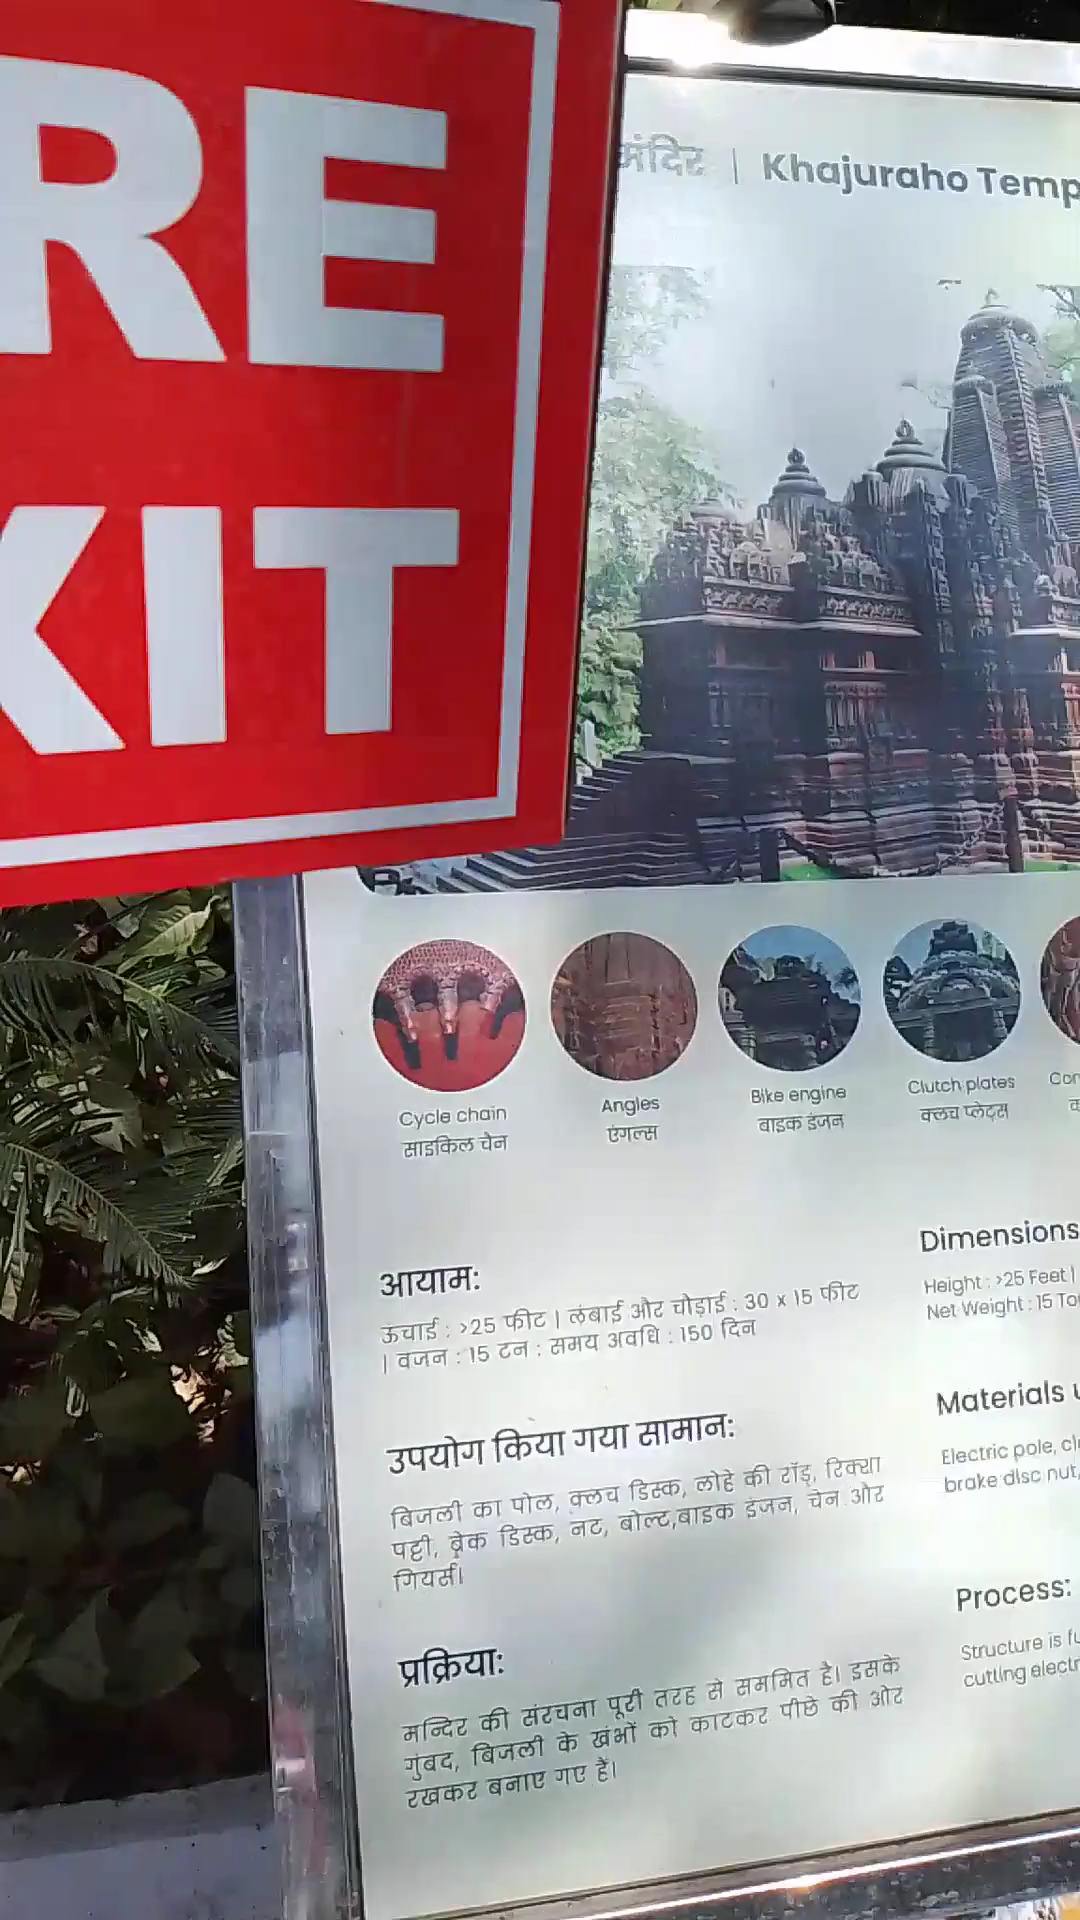 RE
KIT
मंदिर | Khajuraho Temp
Cycle chain
साइकिल चेन
Angles
एंगल्स
Bike engine
बाइक इंजन
Clutch plates
क्लच प्लेट्स
आयाम:
ऊंचाई : >25 फीट | लंबाई और चौड़ाई : 30 x 15 फीट
| वजन : 15 टन : समय अवधि : 150 दिन
उपयोग किया गया सामान:
बिजली का पोल, क्लच डिस्क, लोहे की रॉड, रिक्शा
पट्टी, ब्रेक डिस्क, नट, बोल्ट,बाइक इंजन, चेन और
गियर्स।
प्रक्रिया:
मन्दिर की संरचना पूरी तरह से सममित है। इसके
गुंबद, बिजली के खंभों को काटकर पीछे की ओर
रखकर बनाए गए हैं।
Dimensions
Height : >25 Feet |
Net Weight : 15 To
Materials
Electric pole,
brake disc nut,
Process:
Structure is
cutting